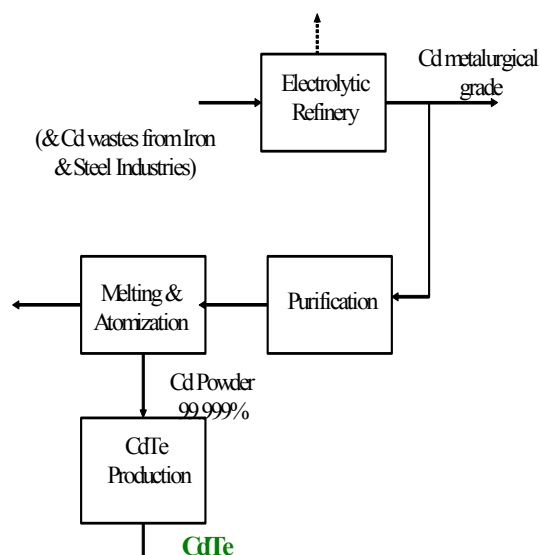 Electrolytic
Refinery
Cd metalurgical
grade
(& Cd wastes from Iron
& Steel Industries)
Melting &
Atomization
Purification
Cd Powder
99.999%
CdTe
Production
CdTe